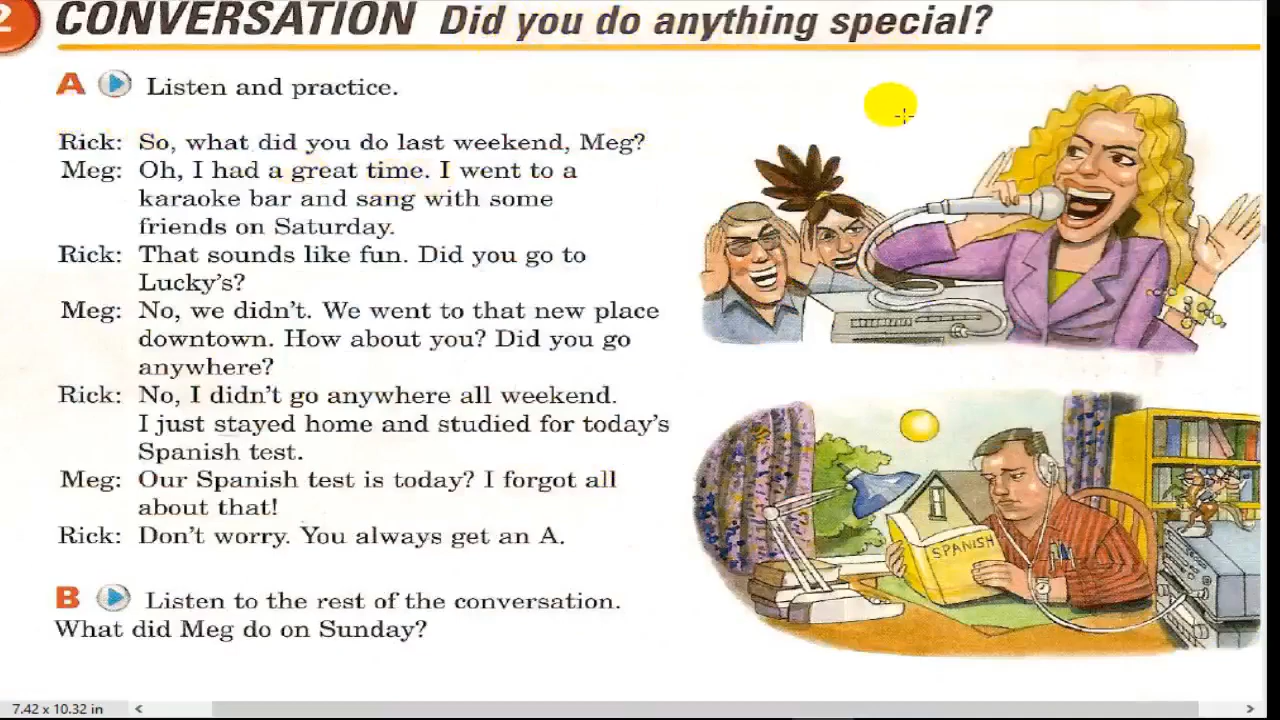 2 CONVERSATION Did you do anything special?
A Listen and practice.
Rick: So, what did you do last weekend, Meg?
Meg: Oh, I had a great time. I went to a
karaoke bar and sang with some
friends on Saturday.
Rick: That sounds like fun. Did you go to
Lucky's?
Meg: No, we didn't. We went to that new place
downtown. How about you? Did you go
anywhere?
Rick: No, I didn't go anywhere all weekend.
I just stayed home and studied for today's
Spanish test.
Meg: Our Spanish test is today? I forgot all
about that!
Rick: Don't worry. You always get an A.
SPANISH
B Listen to the rest of the conversation.
What did Meg do on Sunday?
7.42 x 10.32 in